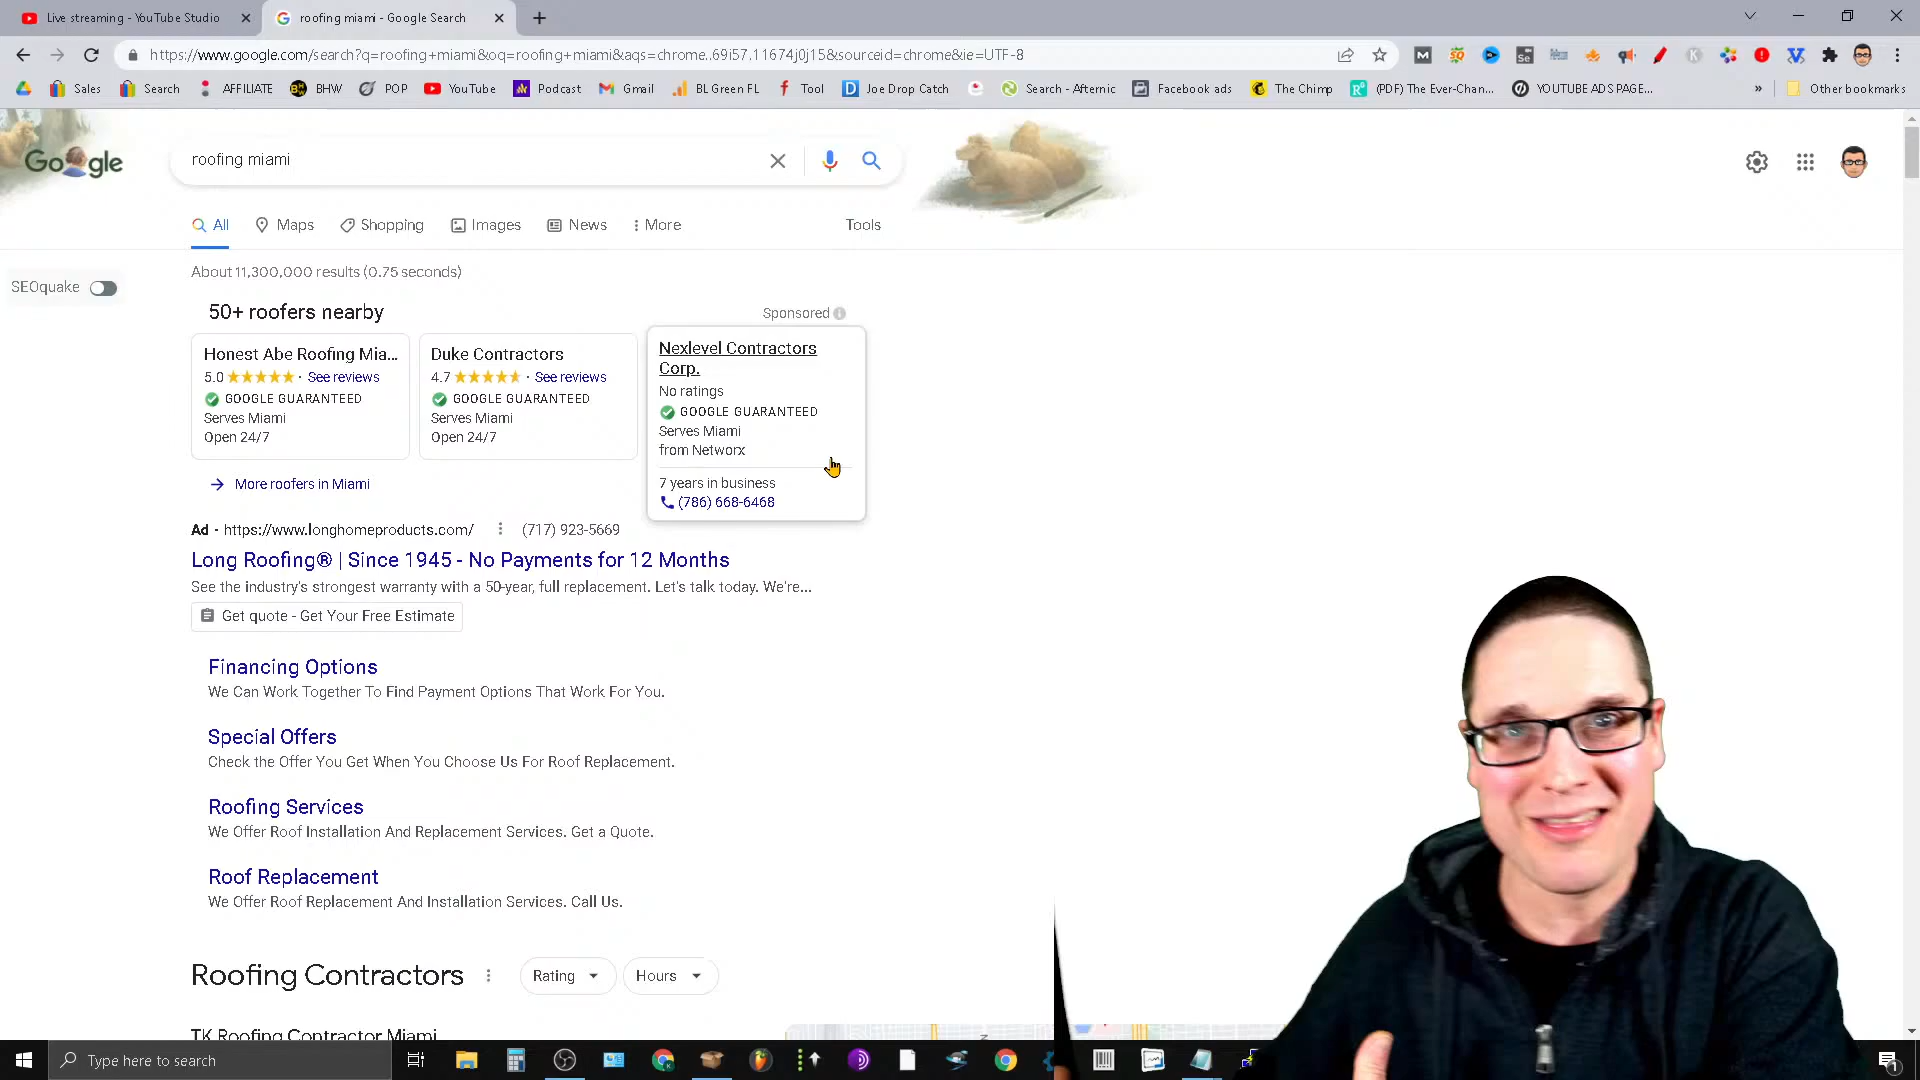 Live streaming - YouTube Studio
roofing miami - Google Search
https://www.google.com/search?q=roofing+miami&oq=roofing+miami&aqs=chrome..69i57.11674j0j15&sourceid=chrome&ie=UTF-8
Sales
Search
AFFILIATE
BHW
POP
YouTube
Podcast
Gmail
BL Green FL
Tool
Joe Drop Catch
Search - Afternic
Facebook ads
The Chimp
(PDF) The Ever-Chan...
YOUTUBE ADS PAGE...
»
Other bookmarks
Google
roofing miami
All
Maps
Shopping
Images
News
More
Tools
About 11,300,000 results (0.75 seconds)
SEOquake
50+ roofers nearby
Sponsored
Honest Abe Roofing Mia...
5.0
· See reviews
GOOGLE GUARANTEED
Serves Miami
Open 24/7
Duke Contractors
4.7
· See reviews
GOOGLE GUARANTEED
Serves Miami
Open 24/7
Nexlevel Contractors
Corp.
No ratings
GOOGLE GUARANTEED
Serves Miami
from Networx
7 years in business
(786) 668-6468
More roofers in Miami
Ad · https://www.longhomeproducts.com/
(717) 923-5669
Long Roofing® | Since 1945 - No Payments for 12 Months
See the industry's strongest warranty with a 50-year, full replacement. Let's talk today. We're...
Get quote - Get Your Free Estimate
Financing Options
We Can Work Together To Find Payment Options That Work For You.
Special Offers
Check the Offer You Get When You Choose Us For Roof Replacement.
Roofing Services
We Offer Roof Installation And Replacement Services. Get a Quote.
Roof Replacement
We Offer Roof Replacement And Installation Services. Call Us.
Roofing Contractors
Rating
Hours
TK Roofing Contractor Miami
Type here to search